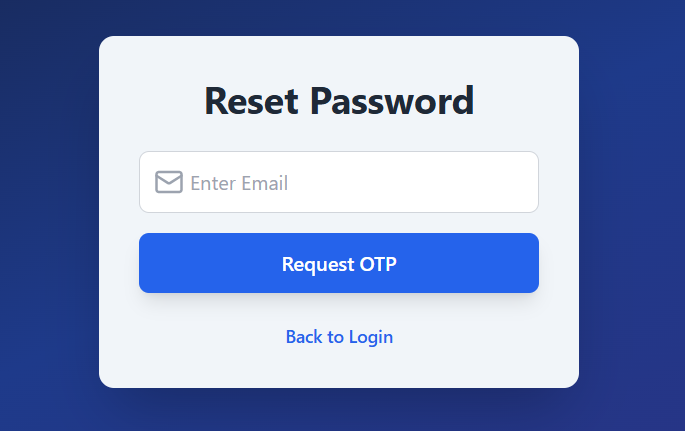 Reset Password
Enter Email
Request OTP
Back to Login